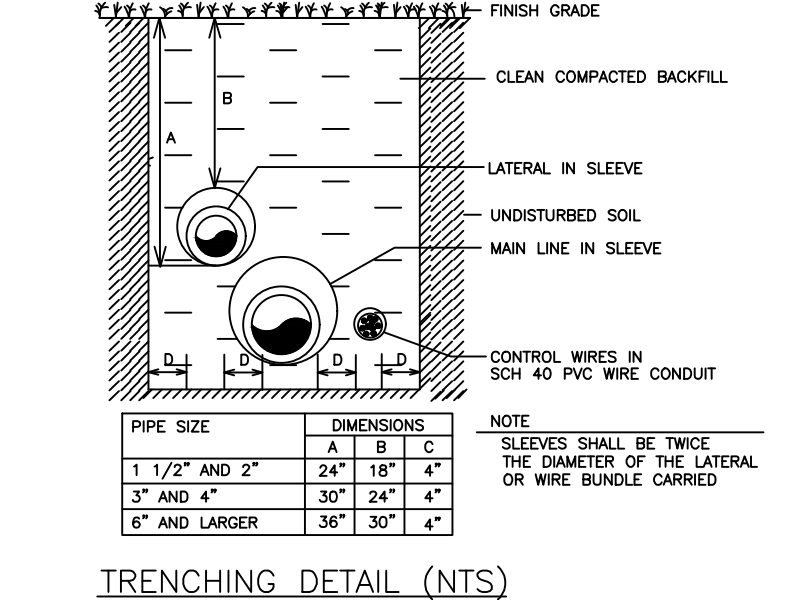 FINISH GRADE
CLEAN COMPACTED BACKFILL
B
A
LATERAL IN SLEEVE
UNDISTURBED SOIL
MAIN LINE IN SLEEVE
D D D D
CONTROL WIRES IN
SCH 40 PVC WIRE CONDUIT
PIPE SIZE DIMENSIONS
A B C
1 1/2" AND 2" 24" 18" 4"
3" AND 4" 30" 24" 4"
6" AND LARGER 36" 30" 4"
NOTE
SLEEVES SHALL BE TWICE
THE DIAMETER OF THE LATERAL
OR WIRE BUNDLE CARRIED
TRENCHING DETAIL (NTS)